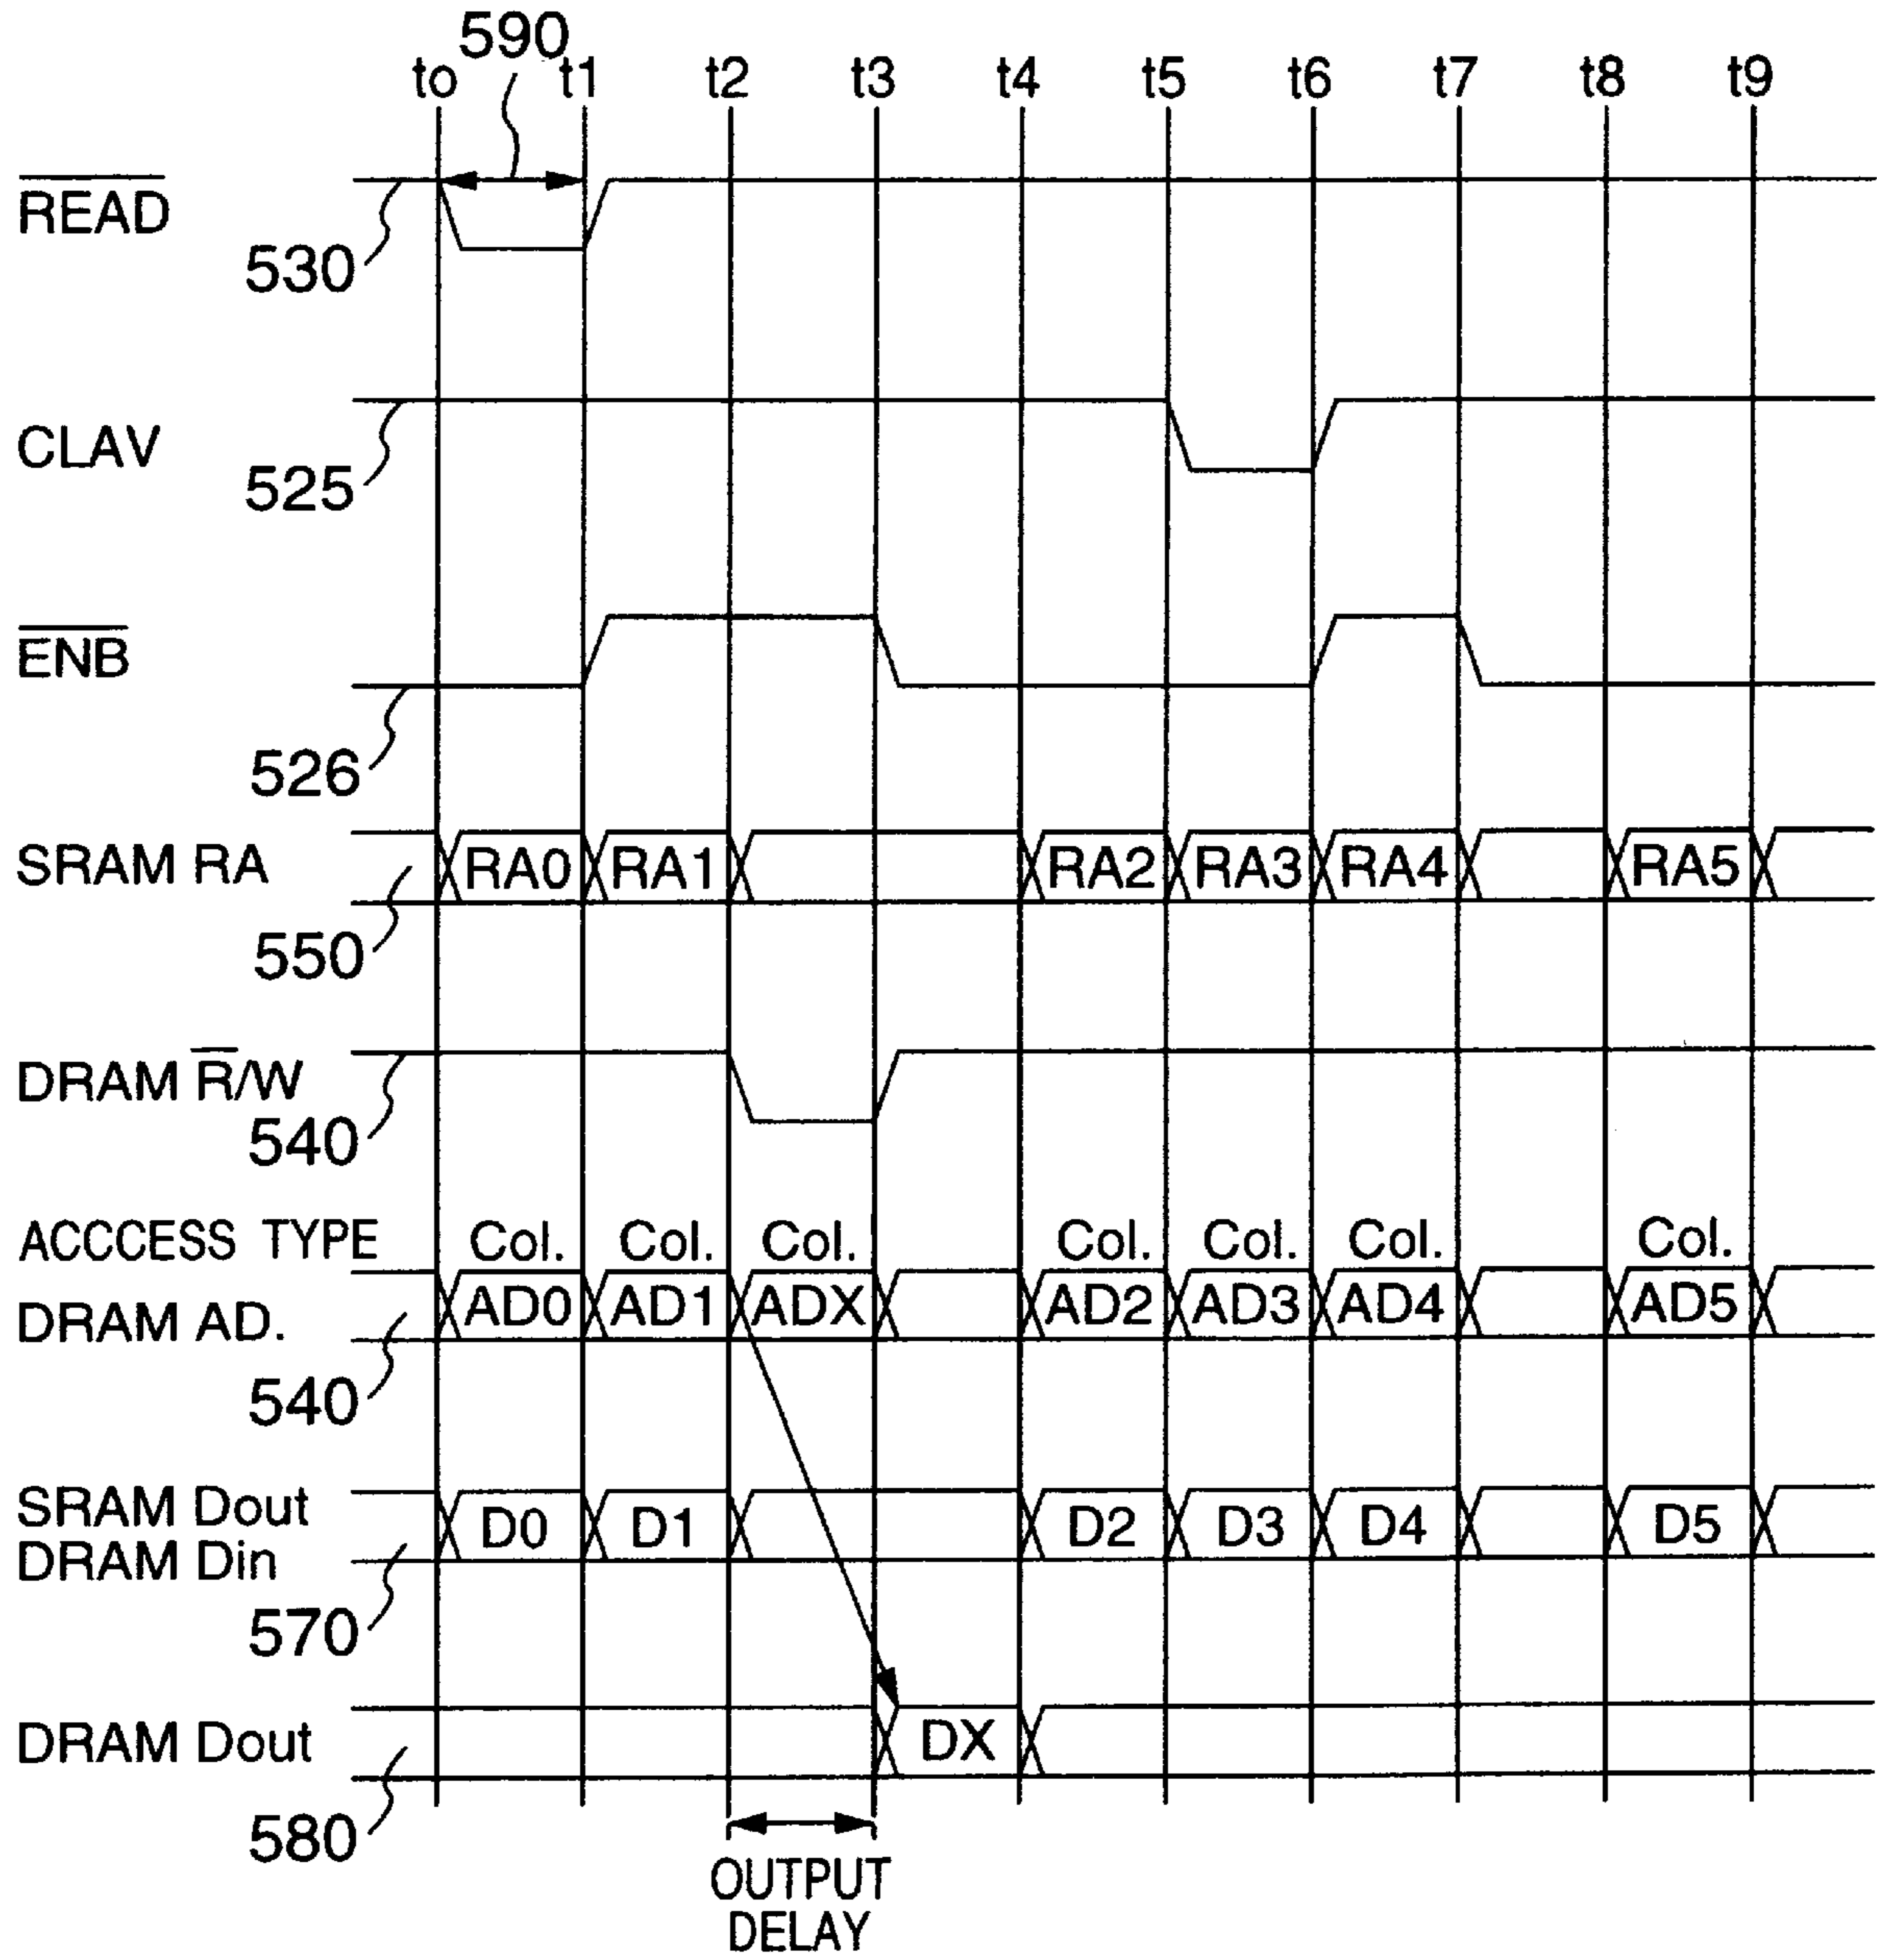 590
to t1 t2 t3 t4 t5 t6 t7 t8 t9
READ
530
CLAV
525
ENB
526
SRAM RA RA0 RA1 RA2 RA3 RA4 RA5
550
DRAM R/W
540
ACCCESS TYPE Col. Col. Col. Col. Col. Col. Col.
DRAM AD. AD0 AD1 ADX AD2 AD3 AD4 AD5
540
SRAM Dout
DRAM Din D0 D1 D2 D3 D4 D5
570
DRAM Dout DX
580
OUTPUT
DELAY